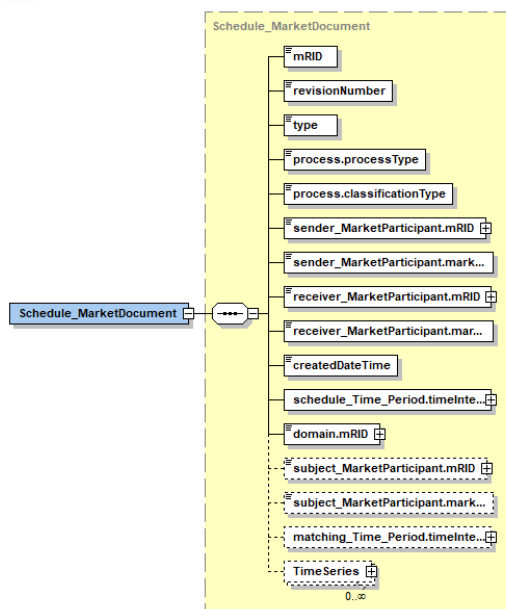 Schedule_MarketDocument
mRID
revisionNumber
type
process.processType
process.classificationType
sender_MarketParticipant.mRID
sender_MarketParticipant.mark...
receiver_MarketParticipant.mRID
Schedule_MarketDocument
receiver_MarketParticipant.mar...
createdDateTime
schedule_Time_Period.timeInte...
domain.mRID
subject_MarketParticipant.mRID
subject_MarketParticipant.mark...
matching_Time_Period.timeInte...
TimeSeries
0..∞